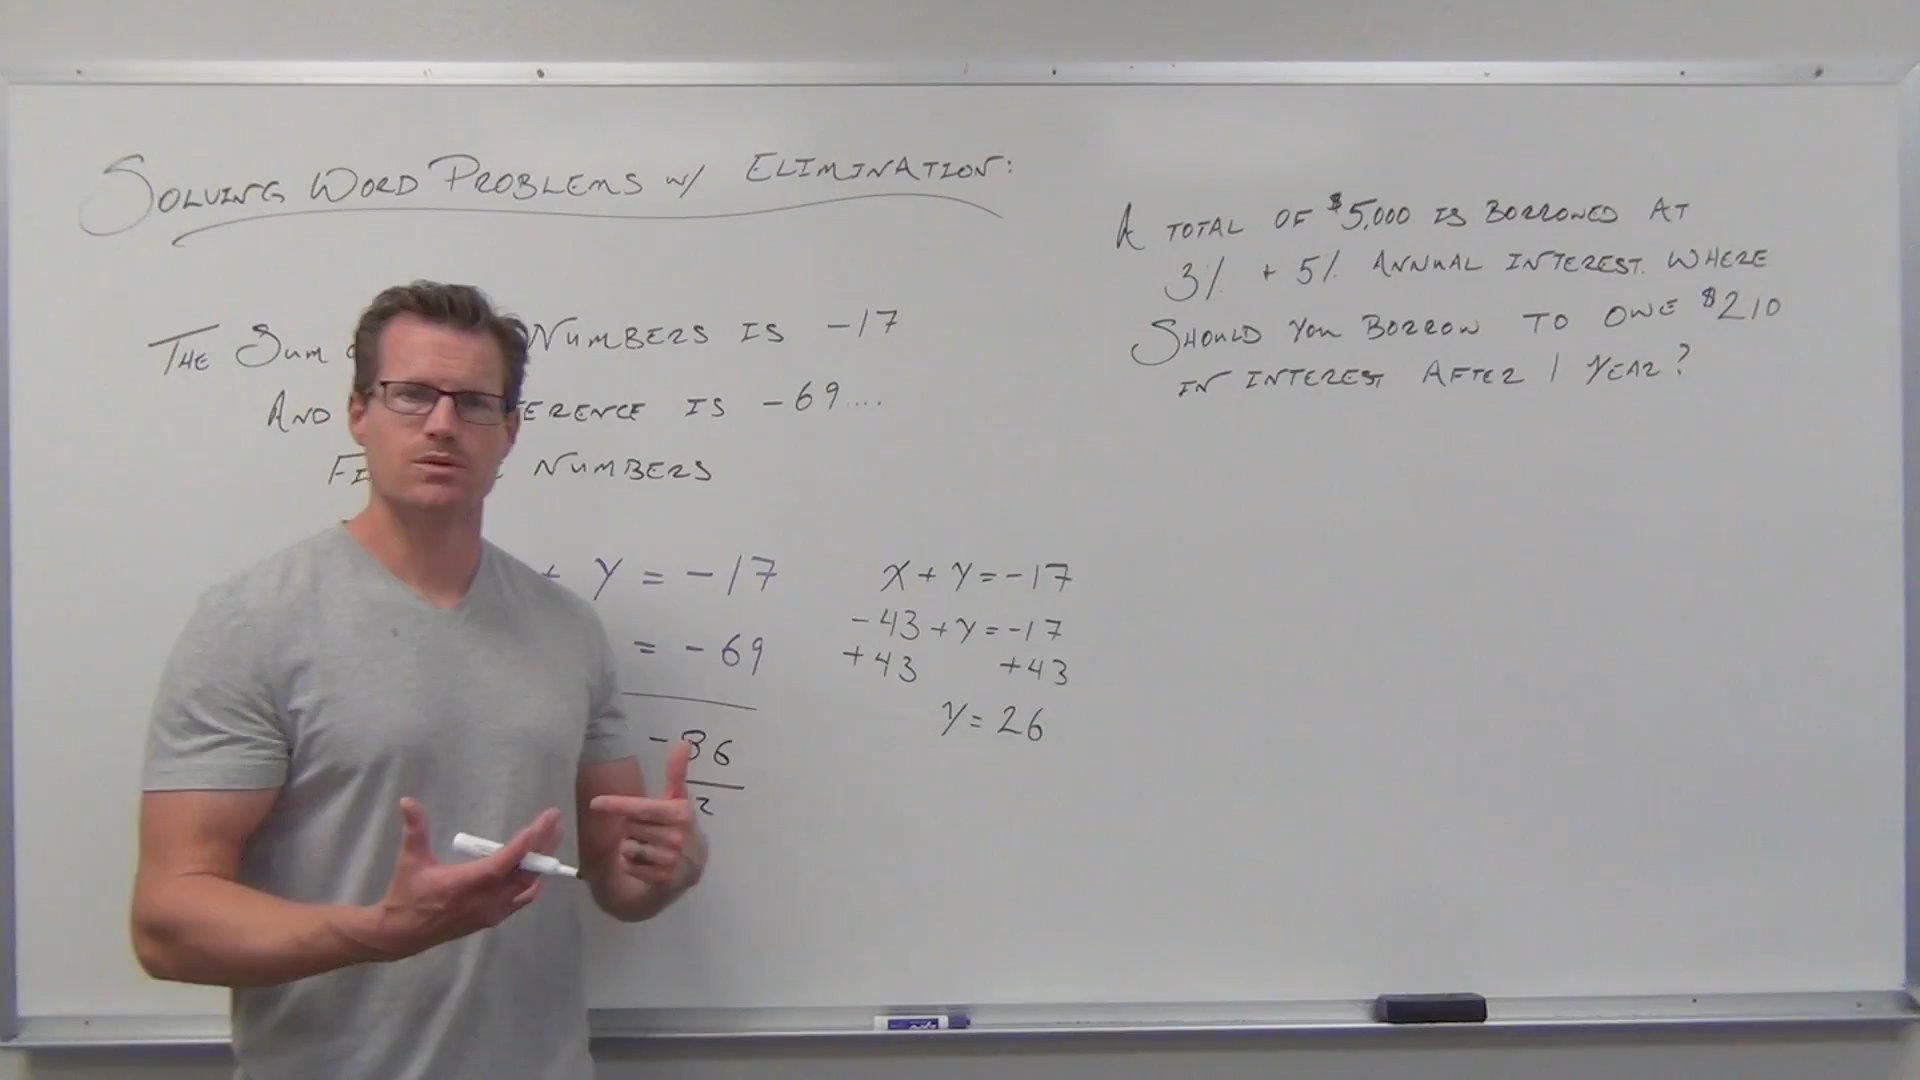 SOLVING WORD PROBLEMS W/ ELIMINATION:
THE SUM NUMBERS IS -17
AND ERENCE IS -69....
FI NUMBERS
+ Y = -17
= -69
-86
2
X + Y = -17
-43 + Y = -17
+43 +43
Y = 26
A TOTAL OF $5,000 IS BORROWED AT
3% + 5% ANNUAL INTEREST. WHERE
SHOULD YOU BORROW TO OWE $210
IN INTEREST AFTER 1 YEAR?